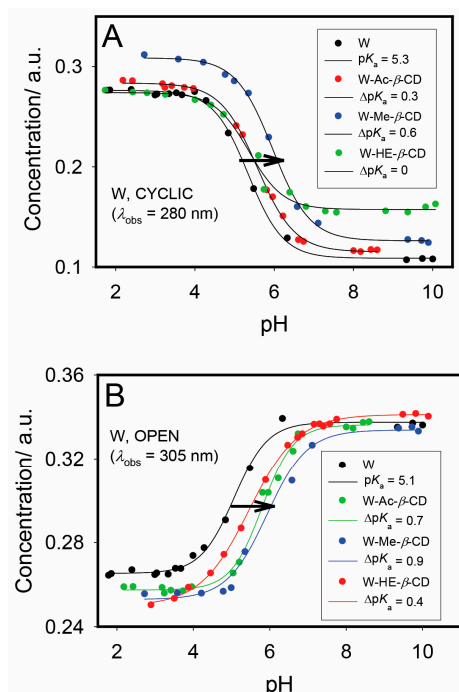 A
W
pKa = 5.3
W-Ac-β-CD
ΔpKa = 0.3
W-Me-β-CD
ΔpKa = 0.6
W-HE-β-CD
ΔpKa = 0
W, CYCLIC
(λobs = 280 nm)
Concentration/ a.u.
0.3
0.2
0.1
2
4
6
8
10
pH
B
W, OPEN
(λobs = 305 nm)
W
pKa = 5.1
W-Ac-β-CD
ΔpKa = 0.7
W-Me-β-CD
ΔpKa = 0.9
W-HE-β-CD
ΔpKa = 0.4
Concentration/ a.u.
0.36
0.32
0.28
0.24
2
4
6
8
10
pH